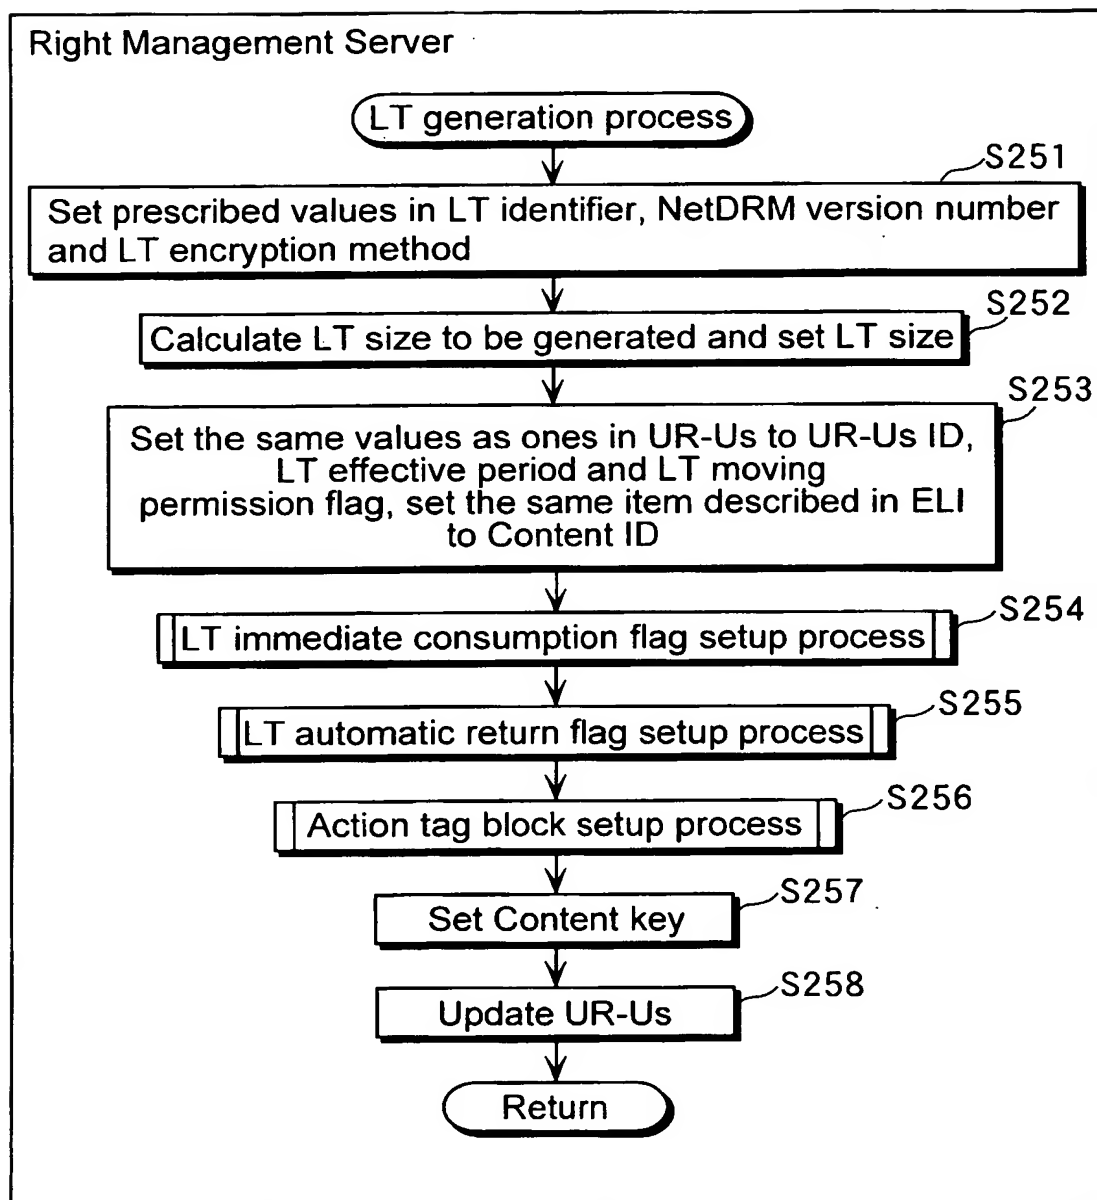 Right Management Server
LT generation process
S251
Set prescribed values in LT identifier, NetDRM version number
and LT encryption method
S252
Calculate LT size to be generated and set LT size
S253
Set the same values as ones in UR-Us to UR-Us ID,
LT effective period and LT moving
permission flag, set the same item described in ELI
to Content ID
S254
LT immediate consumption flag setup process
S255
LT automatic return flag setup process
S256
Action tag block setup process
S257
Set Content key
S258
Update UR-Us
Return